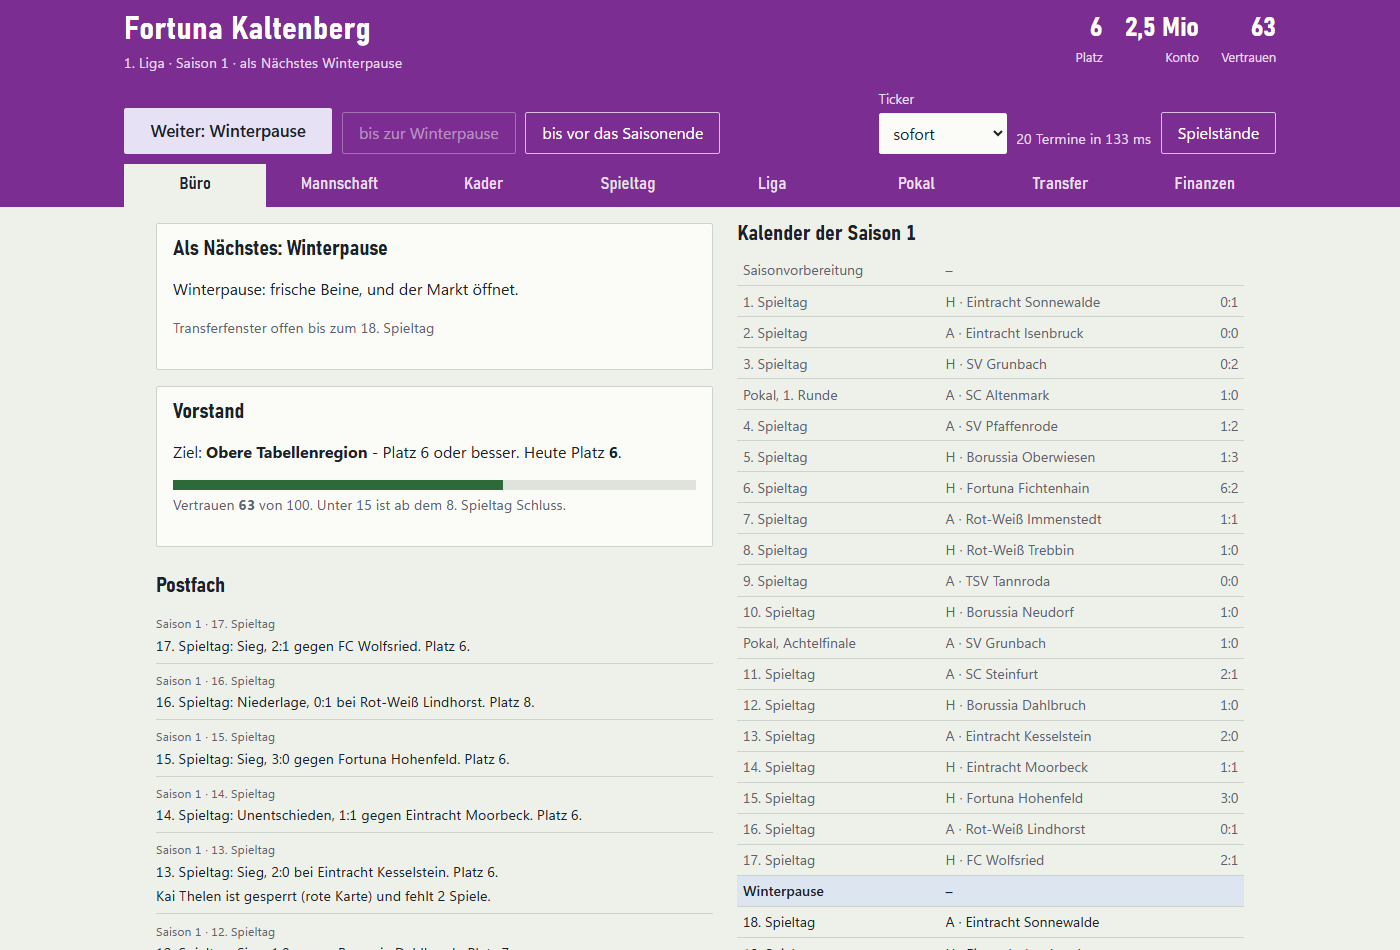 Fortuna Kaltenberg
1. Liga · Saison 1 · als Nächstes Winterpause
6 2,5 Mio 63
Platz Konto Vertrauen
Ticker
Weiter: Winterpause bis zur Winterpause bis vor das Saisonende sofort 20 Termine in 133 ms Spielstände
Büro Mannschaft Kader Spieltag Liga Pokal Transfer Finanzen
Als Nächstes: Winterpause
Winterpause: frische Beine, und der Markt öffnet.
Transferfenster offen bis zum 18. Spieltag
Vorstand
Ziel: Obere Tabellenregion - Platz 6 oder besser. Heute Platz 6.
Vertrauen 63 von 100. Unter 15 ist ab dem 8. Spieltag Schluss.
Postfach
Saison 1 · 17. Spieltag
17. Spieltag: Sieg, 2:1 gegen FC Wolfsried. Platz 6.
Saison 1 · 16. Spieltag
16. Spieltag: Niederlage, 0:1 bei Rot-Weiß Lindhorst. Platz 8.
Saison 1 · 15. Spieltag
15. Spieltag: Sieg, 3:0 gegen Fortuna Hohenfeld. Platz 6.
Saison 1 · 14. Spieltag
14. Spieltag: Unentschieden, 1:1 gegen Eintracht Moorbeck. Platz 6.
Saison 1 · 13. Spieltag
13. Spieltag: Sieg, 2:0 bei Eintracht Kesselstein. Platz 6.
Kai Thelen ist gesperrt (rote Karte) und fehlt 2 Spiele.
Saison 1 · 12. Spieltag
Kalender der Saison 1
Saisonvorbereitung –
1. Spieltag H · Eintracht Sonnewalde 0:1
2. Spieltag A · Eintracht Isenbruck 0:0
3. Spieltag H · SV Grunbach 0:2
Pokal, 1. Runde A · SC Altenmark 1:0
4. Spieltag A · SV Pfaffenrode 1:2
5. Spieltag H · Borussia Oberwiesen 1:3
6. Spieltag H · Fortuna Fichtenhain 6:2
7. Spieltag A · Rot-Weiß Immenstedt 1:1
8. Spieltag H · Rot-Weiß Trebbin 1:0
9. Spieltag A · TSV Tannroda 0:0
10. Spieltag H · Borussia Neudorf 1:0
Pokal, Achtelfinale A · SV Grunbach 1:0
11. Spieltag A · SC Steinfurt 2:1
12. Spieltag H · Borussia Dahlbruch 1:0
13. Spieltag A · Eintracht Kesselstein 2:0
14. Spieltag H · Eintracht Moorbeck 1:1
15. Spieltag H · Fortuna Hohenfeld 3:0
16. Spieltag A · Rot-Weiß Lindhorst 0:1
17. Spieltag H · FC Wolfsried 2:1
Winterpause –
18. Spieltag A · Eintracht Sonnewalde